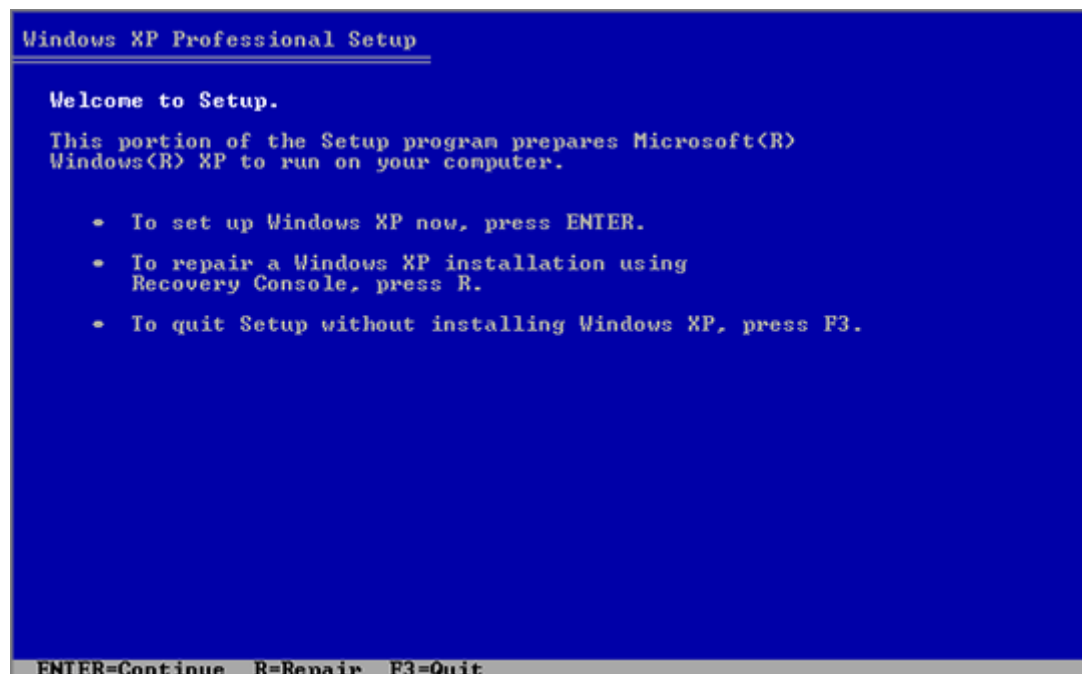 Windows XP Professional Setup
Welcome to Setup.
This portion of the Setup program prepares Microsoft(R)
Windows(R) XP to run on your computer.
• To set up Windows XP now, press ENTER.
• To repair a Windows XP installation using
Recovery Console, press R.
• To quit Setup without installing Windows XP, press F3.
ENTER=Continue R=Repair F3=Quit